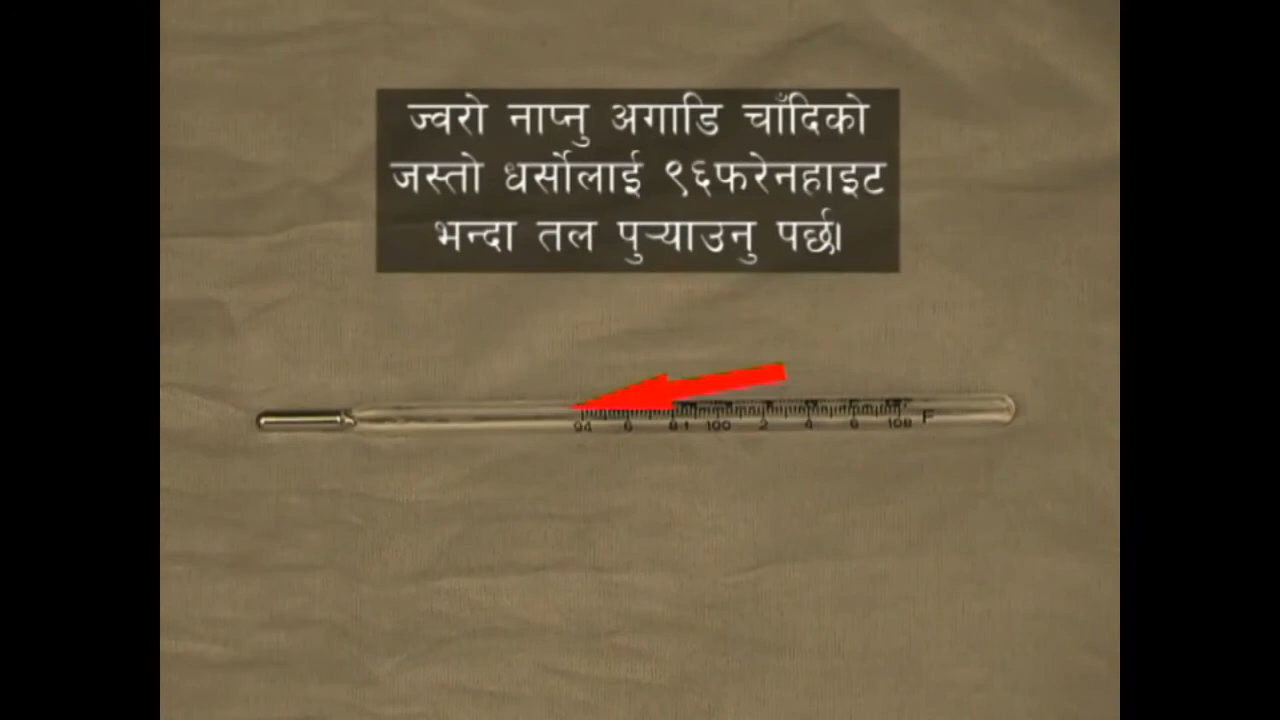 ज्वरो नाप्नु अगाडि चाँदिको
जस्तो धर्सोलाई ९६फरेनहाइट
भन्दा तल पुर्‍याउनु पर्छ।
94 6 8 100 2 4 6 108 F